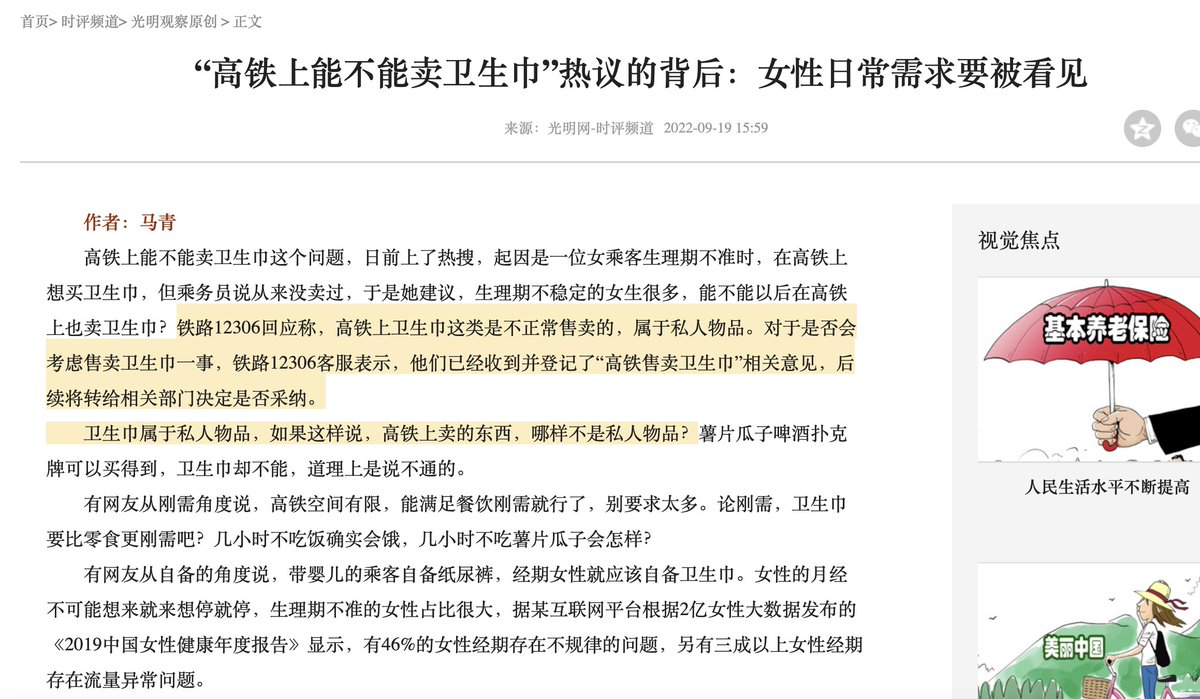 首页> 时评频道> 光明观察原创 > 正文
“高铁上能不能卖卫生巾”热议的背后：女性日常需求要被看见
来源：光明网-时评频道 2022-09-19 15:59
作者：马青
高铁上能不能卖卫生巾这个问题，日前上了热搜，起因是一位女乘客生理期不准时，在高铁上
想买卫生巾，但乘务员说从来没卖过，于是她建议，生理期不稳定的女生很多，能不能以后在高铁
上也卖卫生巾？铁路12306回应称，高铁上卫生巾这类是不正常售卖的，属于私人物品。对于是否会
考虑售卖卫生巾一事，铁路12306客服表示，他们已经收到并登记了“高铁售卖卫生巾”相关意见，后
续将转给相关部门决定是否采纳。
卫生巾属于私人物品，如果这样说，高铁上卖的东西，哪样不是私人物品？薯片瓜子啤酒扑克
牌可以买得到，卫生巾却不能，道理上是说不通的。
有网友从刚需角度说，高铁空间有限，能满足餐饮刚需就行了，别要求太多。论刚需，卫生巾
要比零食更刚需吧？几小时不吃饭确实会饿，几小时不吃薯片瓜子会怎样？
有网友从自备的角度说，带婴儿的乘客自备纸尿裤，经期女性就应该自备卫生巾。女性的月经
不可能想来就来想停就停，生理期不准的女性占比很大，据某互联网平台根据2亿女性大数据发布的
《2019中国女性健康年度报告》显示，有46%的女性经期存在不规律的问题，另有三成以上女性经期
存在流量异常问题。
视觉焦点
基本养老保险
人民生活水平不断提高
美丽中国